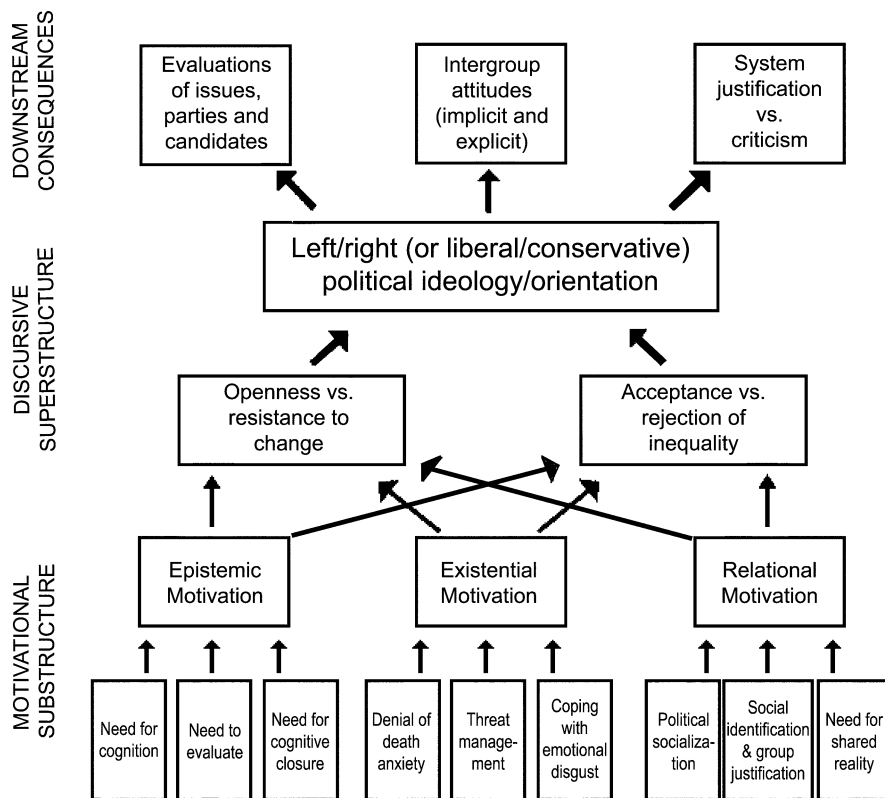 DOWNSTREAM
CONSEQUENCES
Evaluations
of issues,
parties and
candidates
Intergroup
attitudes
(implicit and
explicit)
System
justification
vs.
criticism
DISCURSIVE
SUPERSTRUCTURE
Left/right (or liberal/conservative)
political ideology/orientation
Openness vs.
resistance to
change
Acceptance vs.
rejection of
inequality
MOTIVATIONAL
SUBSTRUCTURE
Epistemic
Motivation
Existential
Motivation
Relational
Motivation
Need for
cognition
Need to
evaluate
Need for
cognitive
closure
Denial of
death
anxiety
Threat
manage-
ment
Coping
with
emotional
disgust
Political
socializa-
tion
Social
identification
& group
justification
Need for
shared
reality